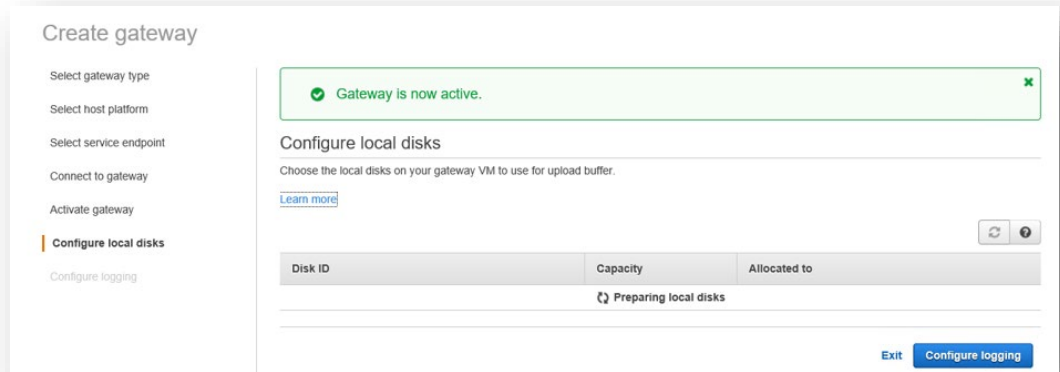 Create gateway
Select gateway type
Select host platform
Select service endpoint
Connect to gateway
Activate gateway
Configure local disks
Configure logging
Gateway is now active.
Configure local disks
Choose the local disks on your gateway VM to use for upload buffer.
Learn more
Disk ID Capacity Allocated to
Preparing local disks
Exit Configure logging